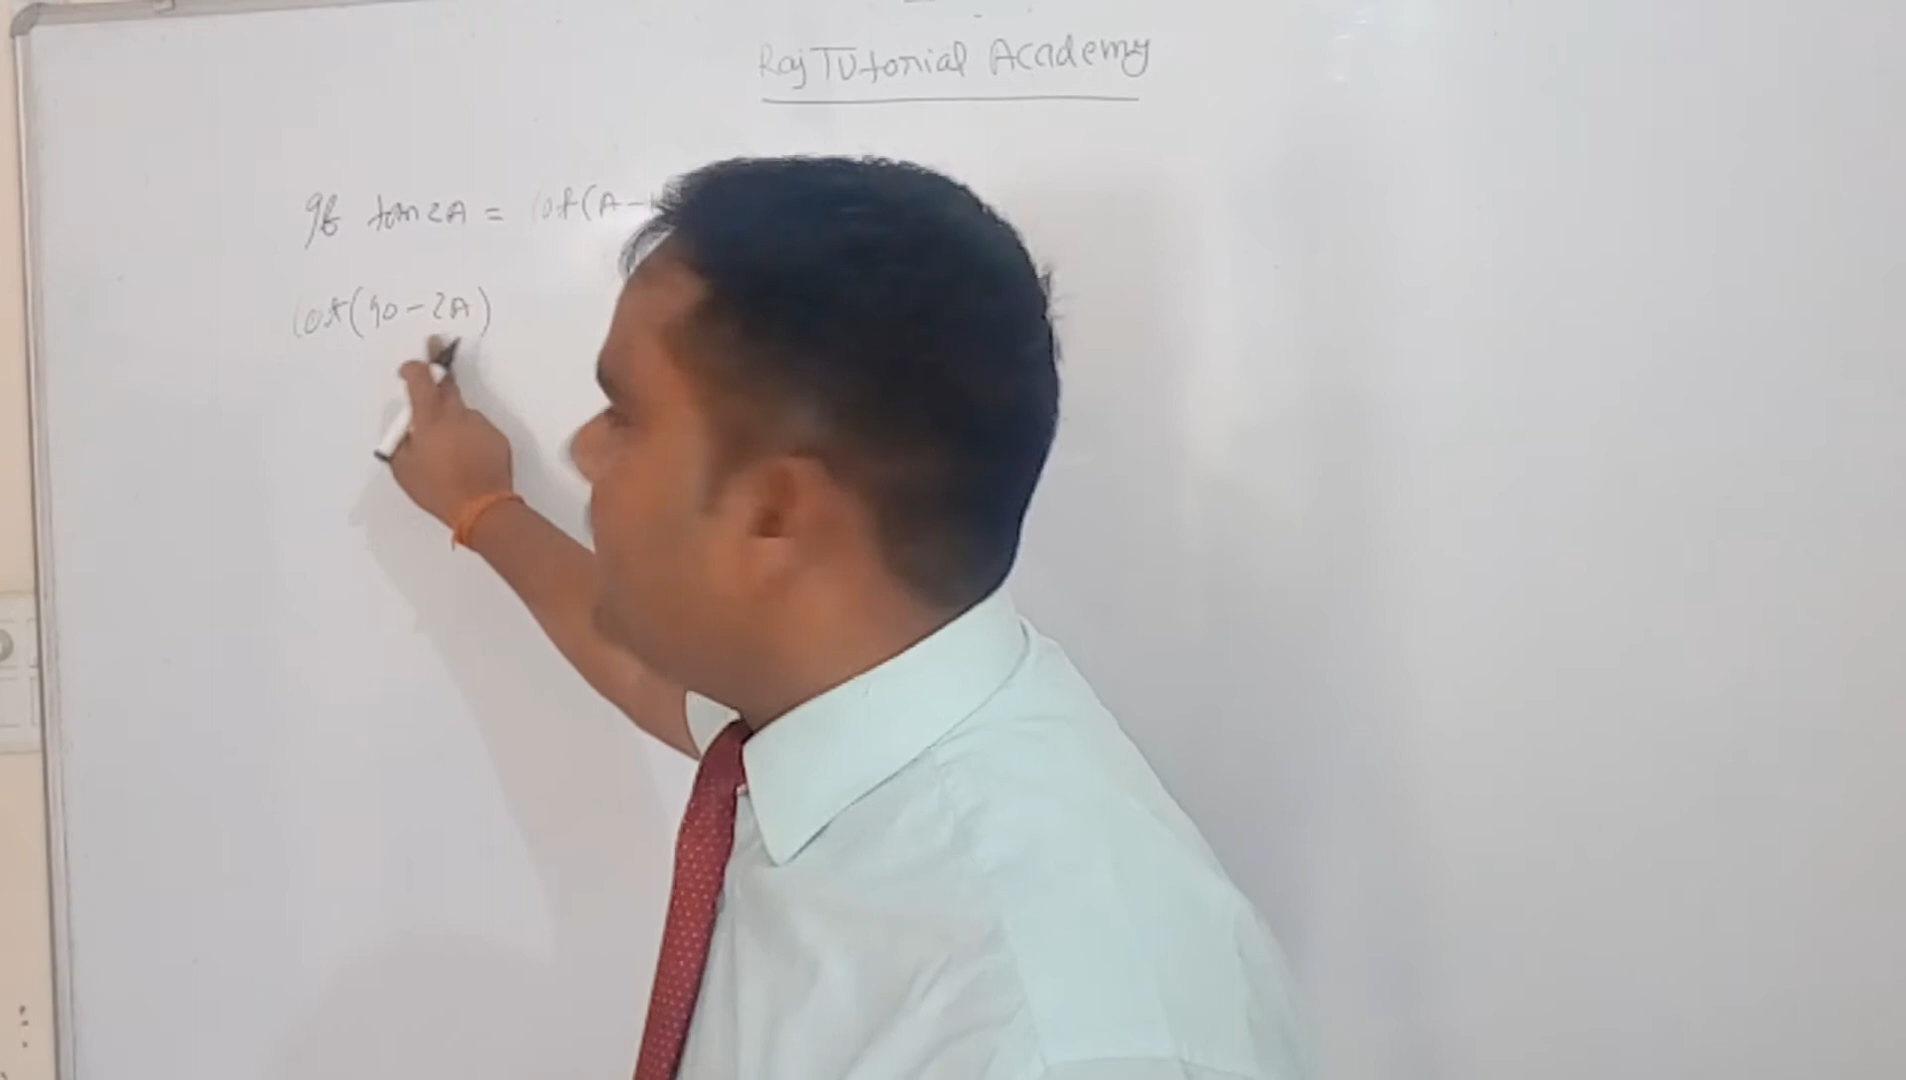 Raj TUtorial Academy
If tan2A = cot(A-
cot(90-2A)